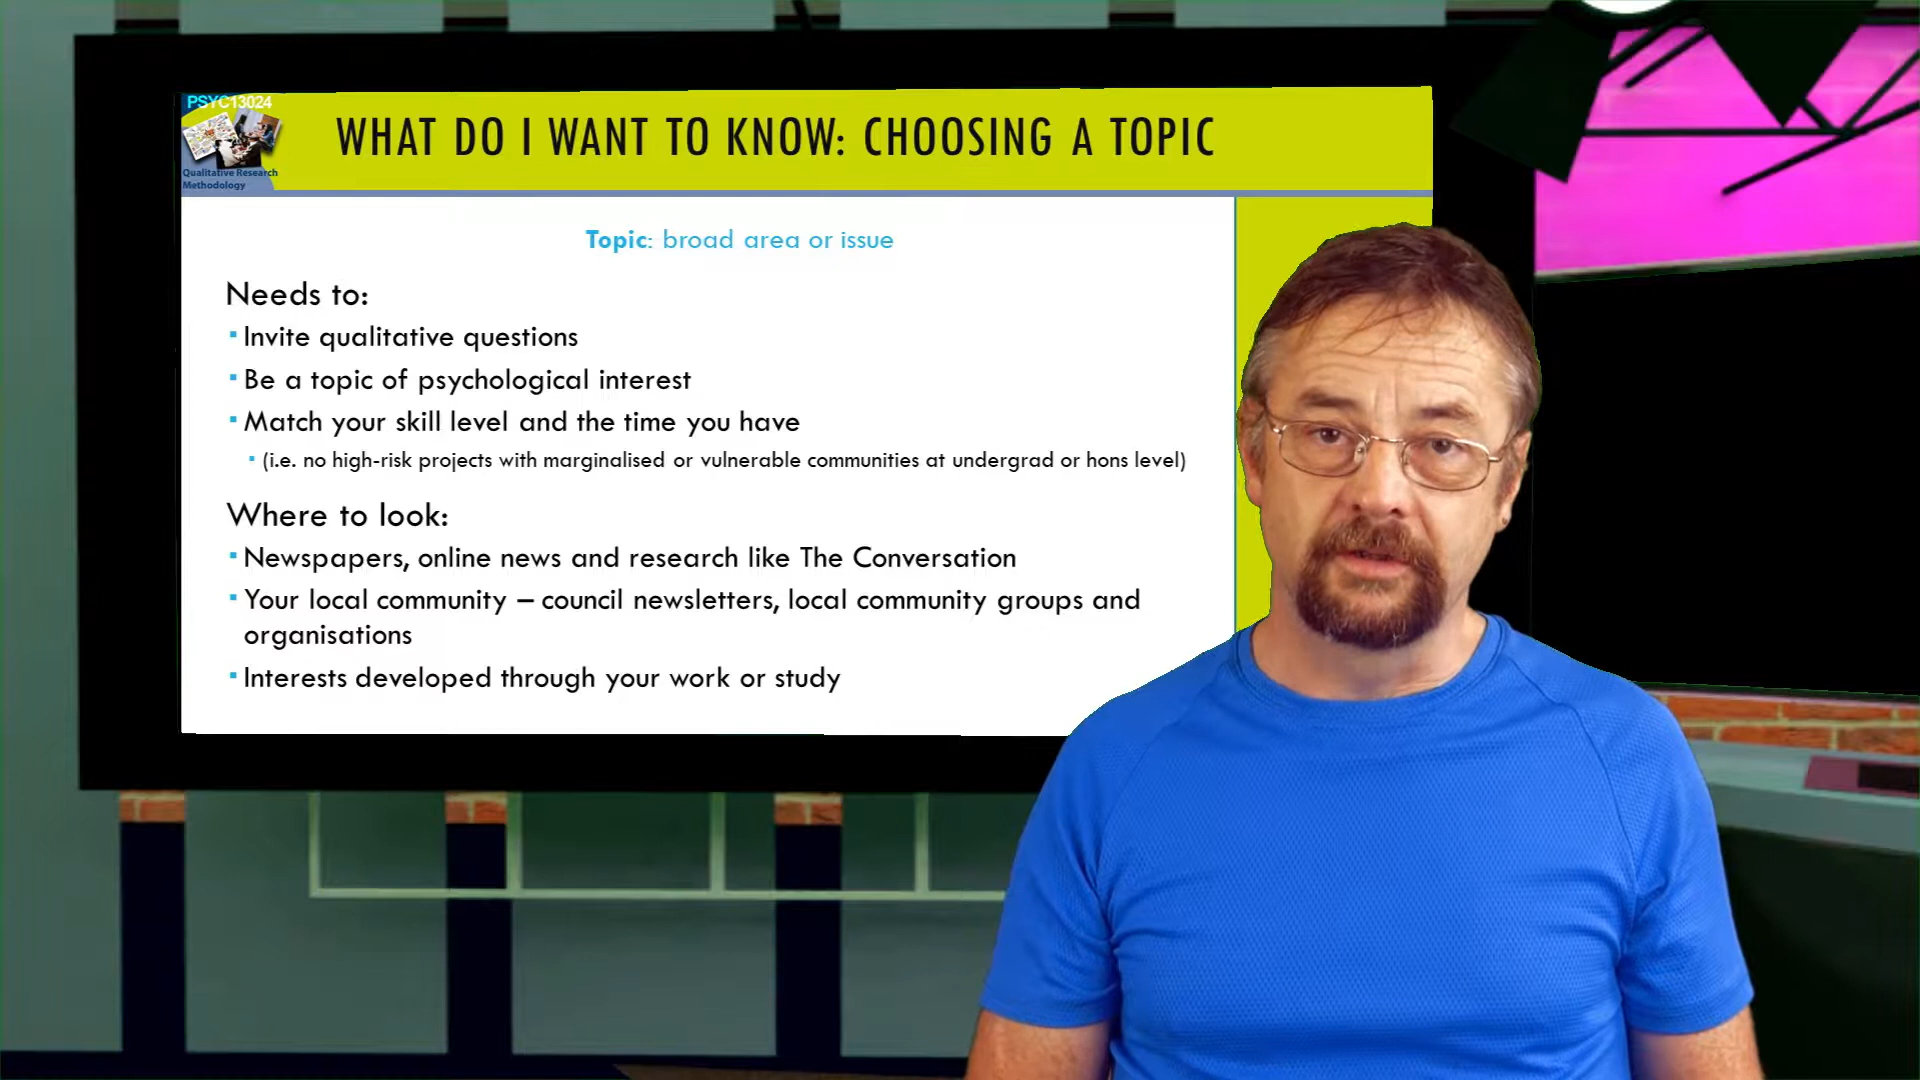 PSYC13024
Qualitative Research
Methodology
WHAT DO I WANT TO KNOW: CHOOSING A TOPIC
Topic: broad area or issue
Needs to:
▪ Invite qualitative questions
▪ Be a topic of psychological interest
▪ Match your skill level and the time you have
▪ (i.e. no high-risk projects with marginalised or vulnerable communities at undergrad or hons level)
Where to look:
▪ Newspapers, online news and research like The Conversation
▪ Your local community – council newsletters, local community groups and
organisations
▪ Interests developed through your work or study